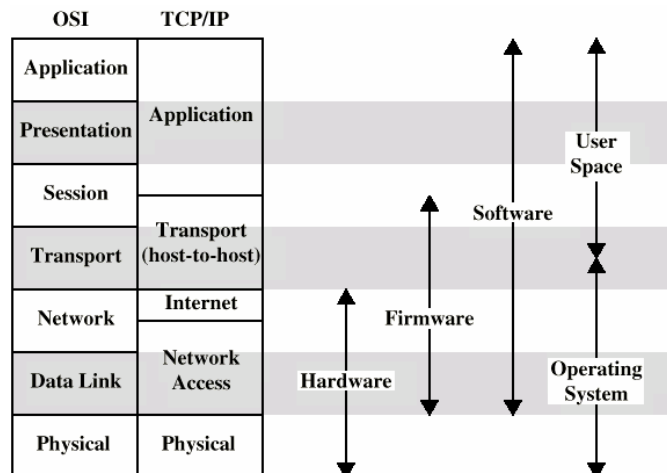 OSI TCP/IP
Application
Presentation
Session
Transport
Network
Data Link
Physical
Application
Transport
(host-to-host)
Internet
Network
Access
Physical
Hardware
Firmware
Software
User
Space
Operating
System